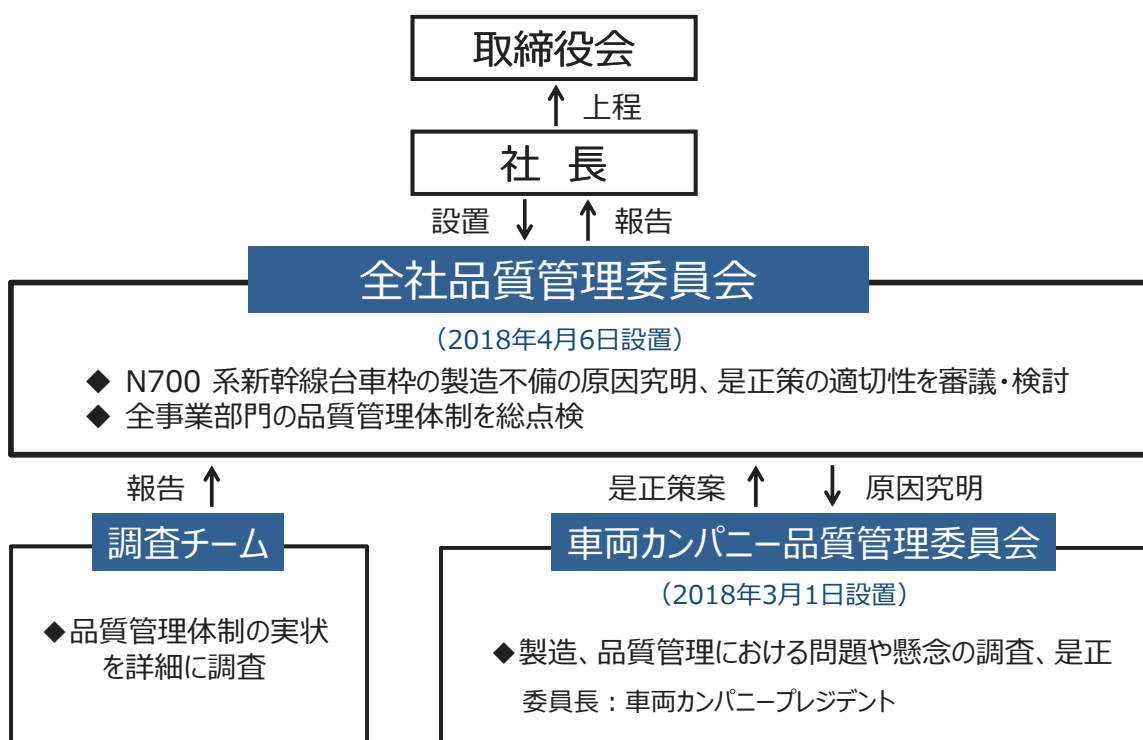 取締役会
上程
社 長
設置
報告
全社品質管理委員会
（2018年4月6日設置）
◆ N700 系新幹線台車枠の製造不備の原因究明、是正策の適切性を審議・検討
◆ 全事業部門の品質管理体制を総点検
報告
是正策案
原因究明
調査チーム
◆品質管理体制の実状
を詳細に調査
車両カンパニー品質管理委員会
（2018年3月1日設置）
◆製造、品質管理における問題や懸念の調査、是正
委員長：車両カンパニープレジデント